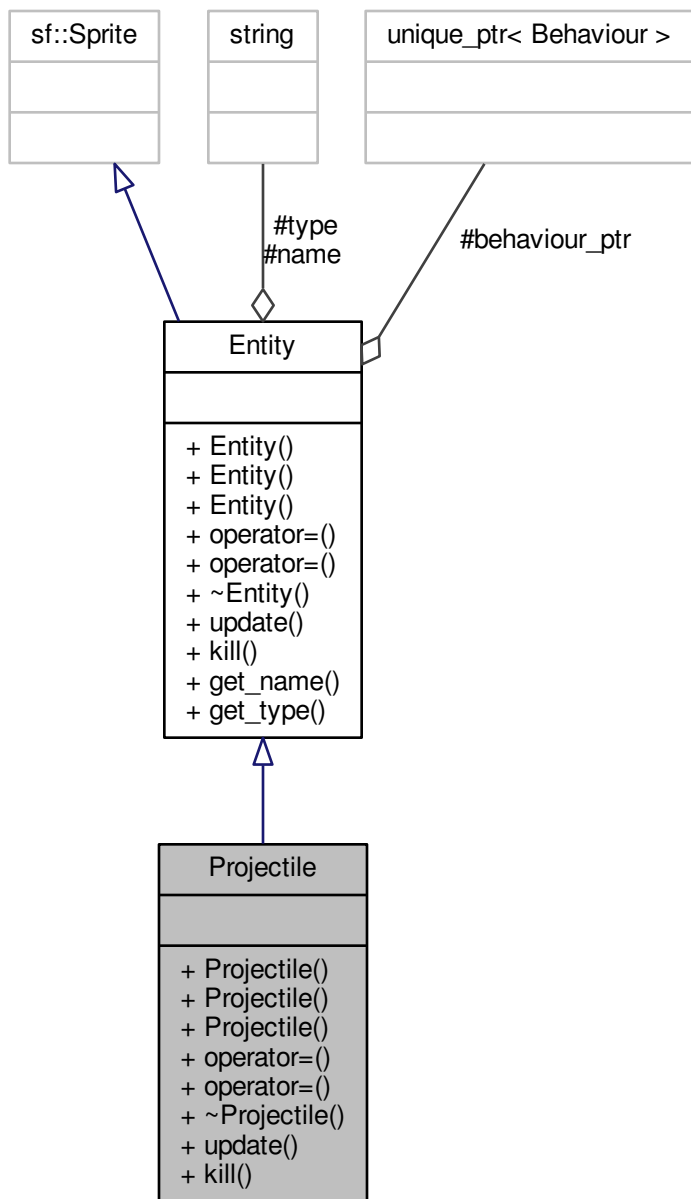 sf::Sprite
string
unique_ptr< Behaviour >
#type
#name
#behaviour_ptr
Entity
+ Entity()
+ Entity()
+ Entity()
+ operator=()
+ operator=()
+ ~Entity()
+ update()
+ kill()
+ get_name()
+ get_type()
Projectile
+ Projectile()
+ Projectile()
+ Projectile()
+ operator=()
+ operator=()
+ ~Projectile()
+ update()
+ kill()